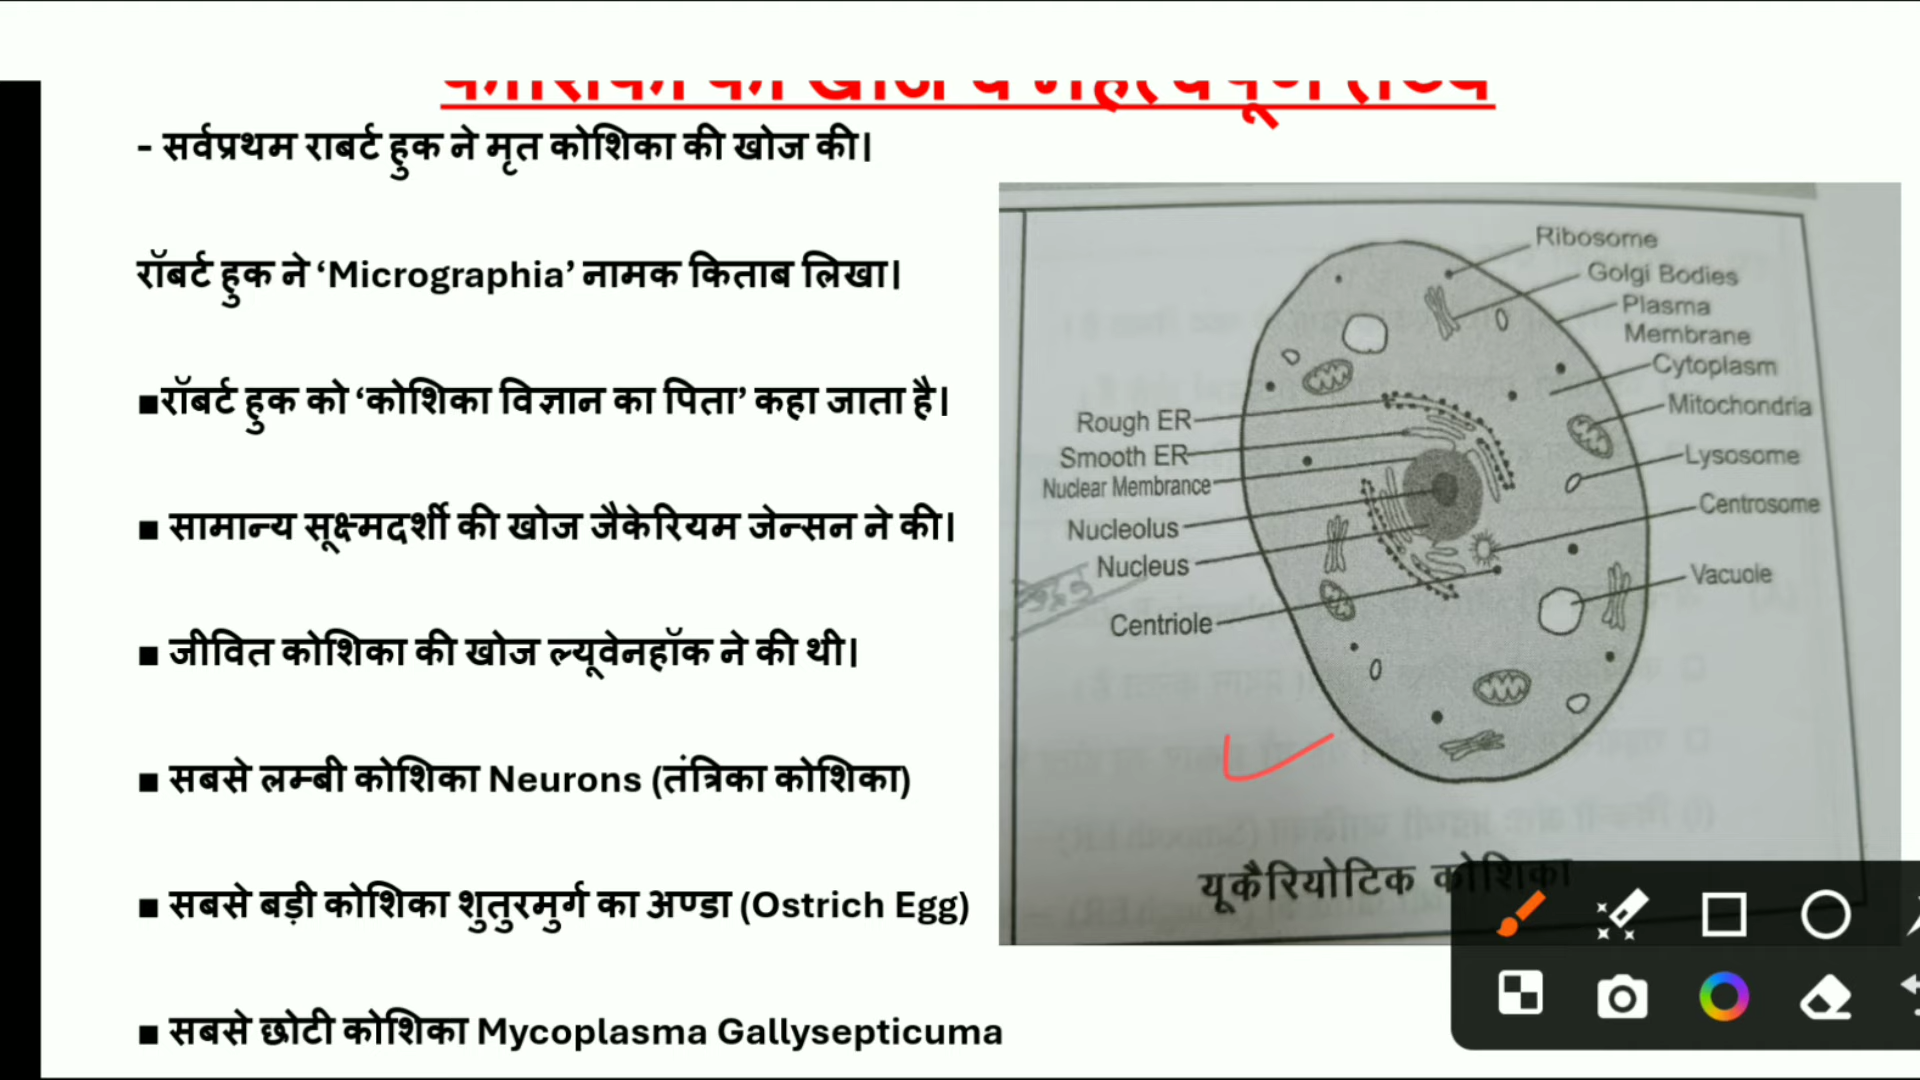 - सर्वप्रथम राबर्ट हुक ने मृत कोशिका की खोज की।
रॉबर्ट हुक ने ‘Micrographia’ नामक किताब लिखा।
■रॉबर्ट हुक को ‘कोशिका विज्ञान का पिता’ कहा जाता है।
■ सामान्य सूक्ष्मदर्शी की खोज जैकेरियम जेन्सन ने की।
■ जीवित कोशिका की खोज ल्यूवेनहॉक ने की थी।
■ सबसे लम्बी कोशिका Neurons (तंत्रिका कोशिका)
■ सबसे बड़ी कोशिका शुतुरमुर्ग का अण्डा (Ostrich Egg)
■ सबसे छोटी कोशिका Mycoplasma Gallysepticuma
Ribosome
Golgi Bodies
Plasma
Membrane
Cytoplasm
Mitochondria
Lysosome
Centrosome
Vacuole
Rough ER
Smooth ER
Nuclear Membrance
Nucleolus
Nucleus
Centriole
यूकैरियोटिक कोशिका